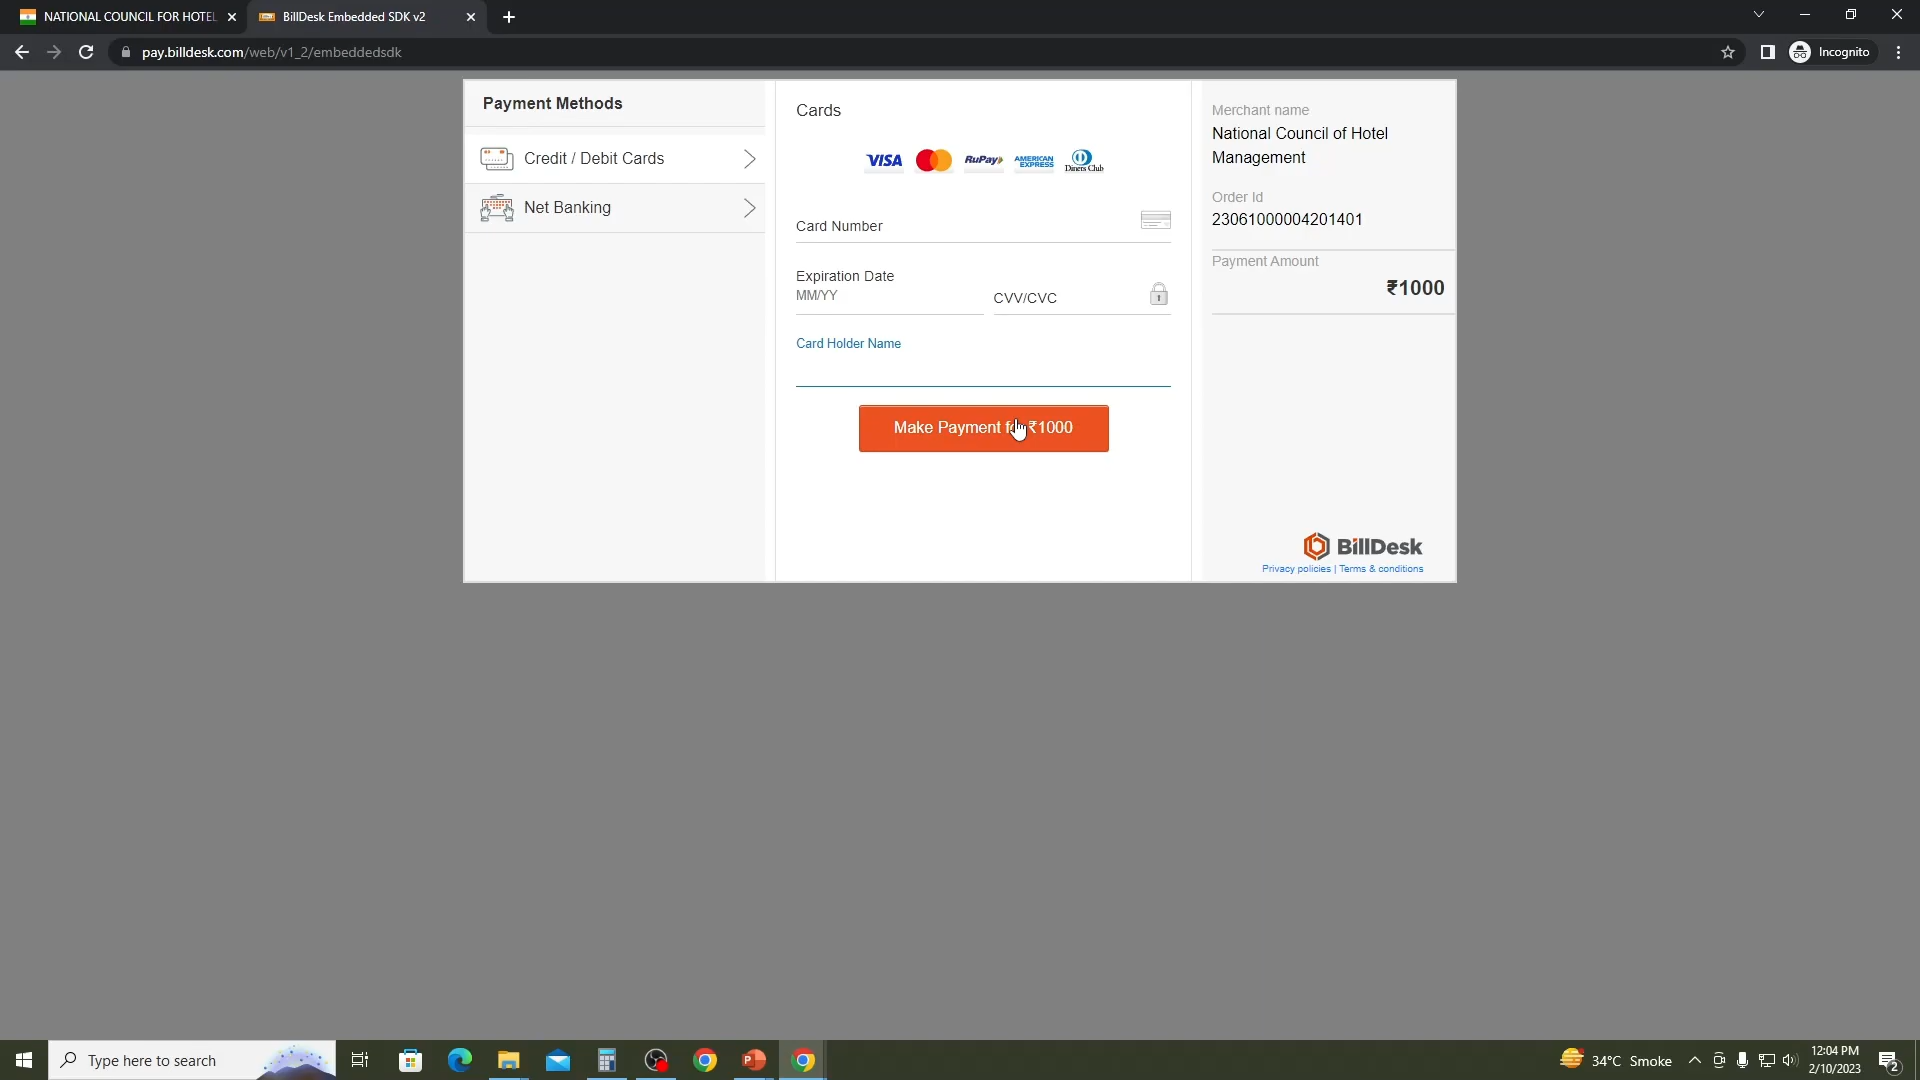 NATIONAL COUNCIL FOR HOTEL
BillDesk Embedded SDK v2
pay.billdesk.com/web/v1_2/embeddedsdk
Incognito
Payment Methods
Credit / Debit Cards
Net Banking
Cards
VISA
RuPay
AMERICAN EXPRESS
Diners Club
Card Number
Expiration Date
MM/YY
CVV/CVC
Card Holder Name
Make Payment for ₹1000
Merchant name
National Council of Hotel
Management
Order Id
23061000004201401
Payment Amount
₹1000
BillDesk
Privacy policies | Terms & conditions
Type here to search
34°C Smoke
12:04 PM
2/10/2023
2